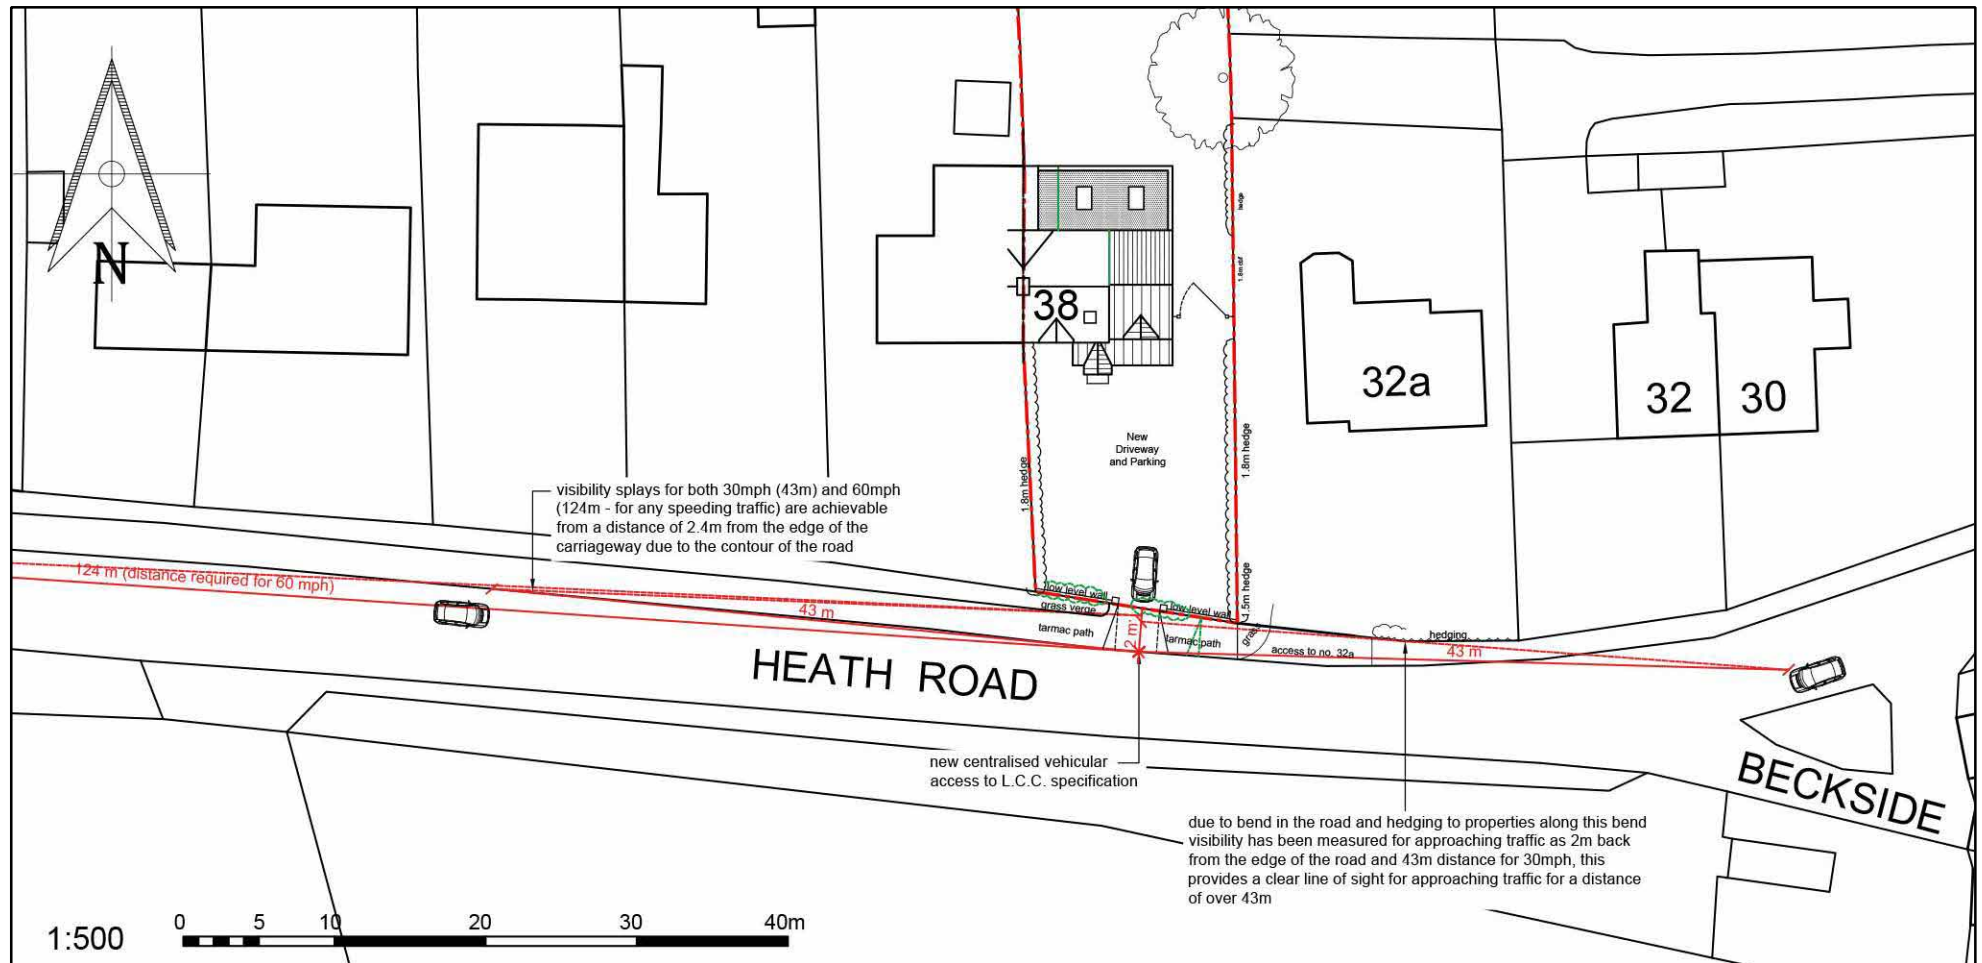 N
38
32a
32
30
hedge
1.8m cbf
New
Driveway
and Parking
1.8m hedge
1.8m hedge
1.5m hedge
visibility splays for both 30mph (43m) and 60mph
(124m - for any speeding traffic) are achievable
from a distance of 2.4m from the edge of the
carriageway due to the contour of the road
124 m (distance required for 60 mph)
43 m
low level wall
grass verge
tarmac path
2 m
low level wall
tarmac path
grass
access to no. 32a
hedging
43 m
HEATH ROAD
new centralised vehicular
access to L.C.C. specification
BECKSIDE
due to bend in the road and hedging to properties along this bend
visibility has been measured for approaching traffic as 2m back
from the edge of the road and 43m distance for 30mph, this
provides a clear line of sight for approaching traffic for a distance
of over 43m
1:500
0 5 10 20 30 40m